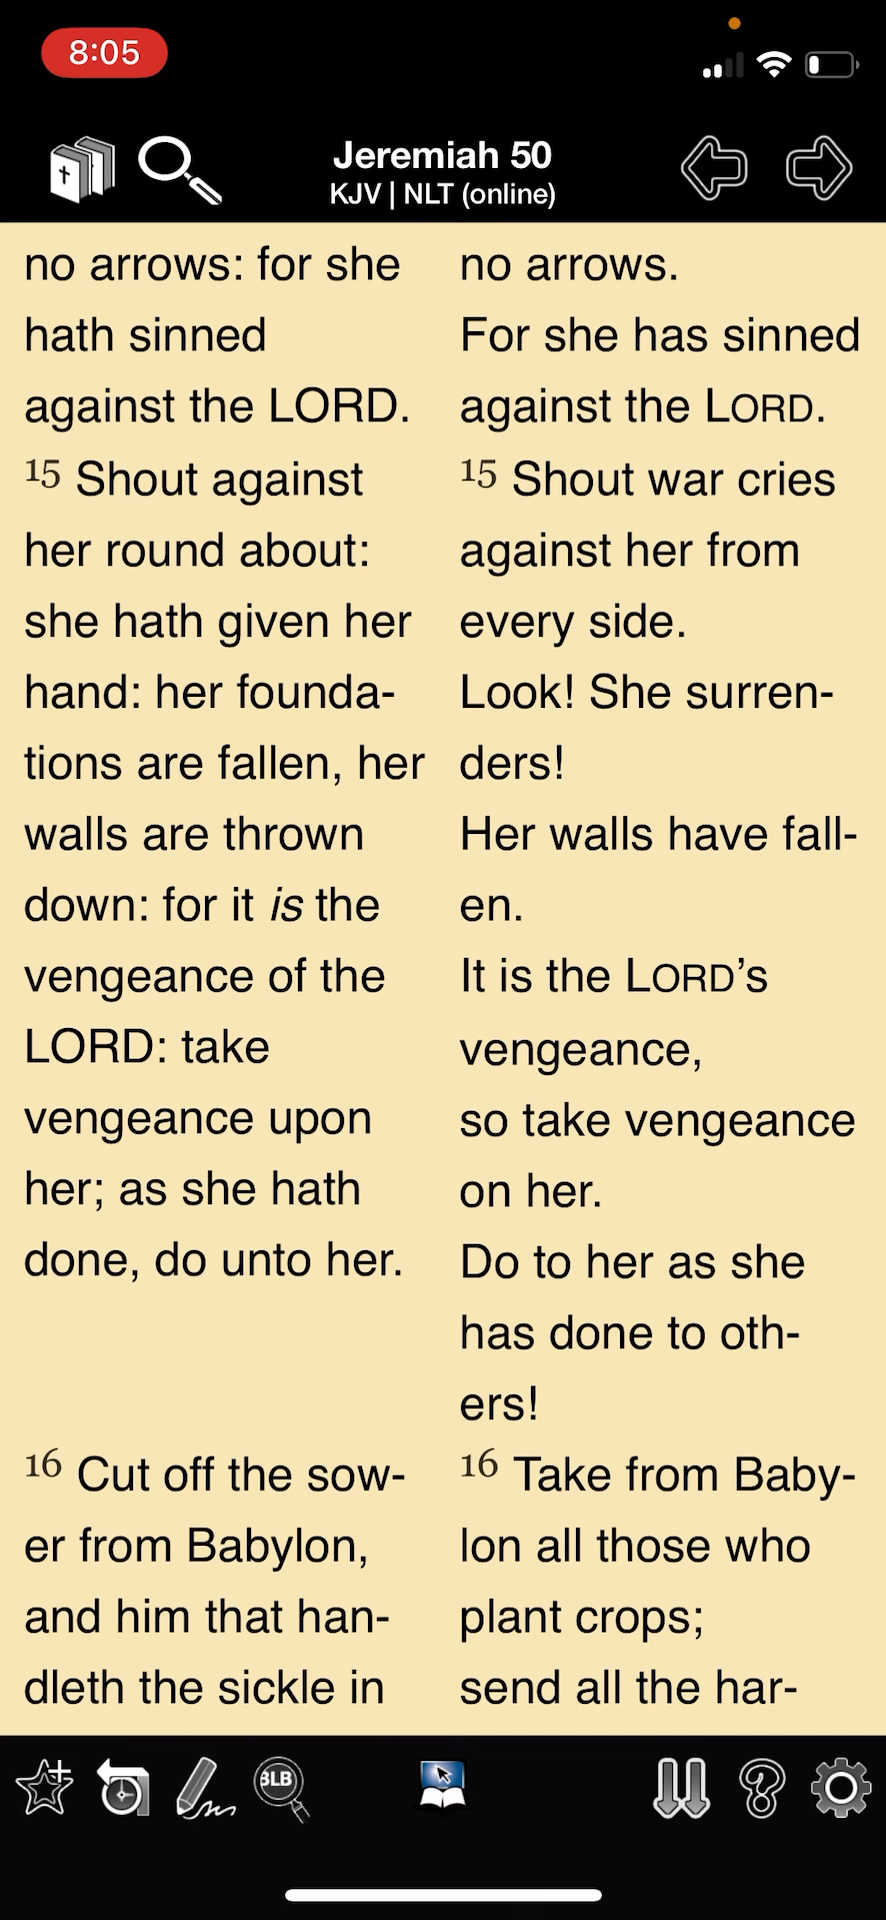 8:05
Jeremiah 50
KJV | NLT (online)
no arrows: for she
hath sinned
against the LORD.
15 Shout against
her round about:
she hath given her
hand: her founda-
tions are fallen, her
walls are thrown
down: for it is the
vengeance of the
LORD: take
vengeance upon
her; as she hath
done, do unto her.
16 Cut off the sow-
er from Babylon,
and him that han-
dleth the sickle in
no arrows.
For she has sinned
against the LORD.
15 Shout war cries
against her from
every side.
Look! She surren-
ders!
Her walls have fall-
en.
It is the LORD’s
vengeance,
so take vengeance
on her.
Do to her as she
has done to oth-
ers!
16 Take from Baby-
lon all those who
plant crops;
send all the har-
BLB